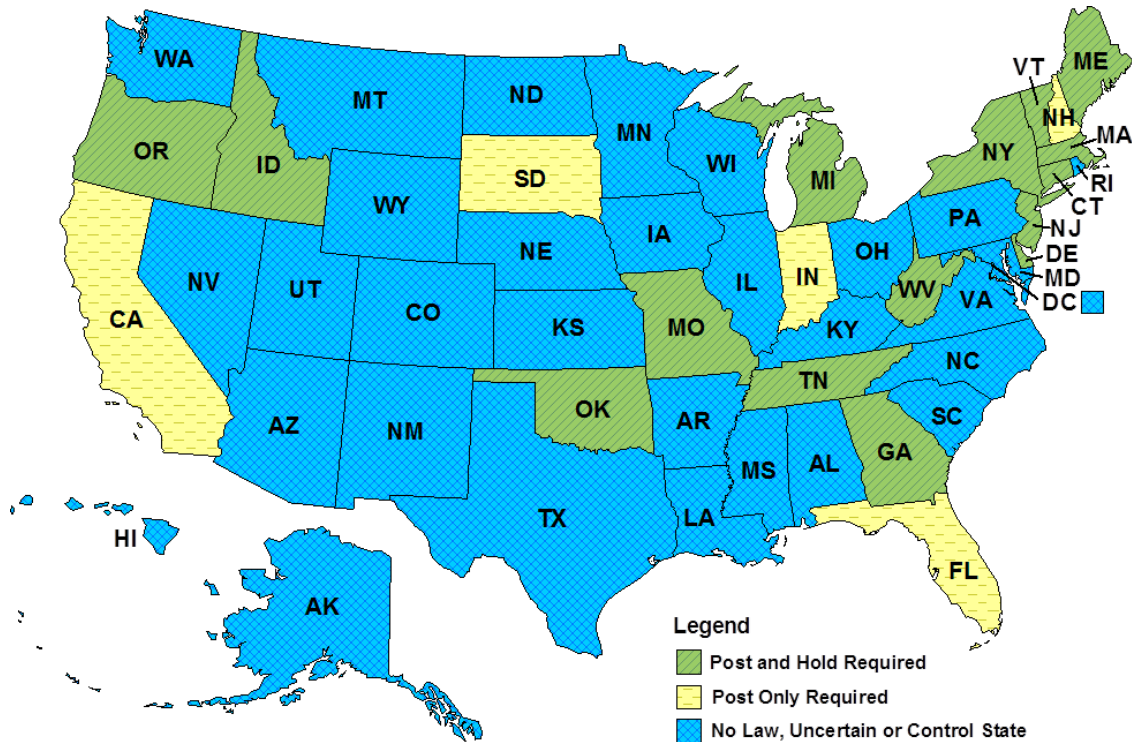 WA
MT
ND
MN
VT
ME
NH
OR
ID
SD
WI
NY
MA
WY
MI
RI
CT
IA
PA
NJ
NE
OH
DE
NV
UT
IL
IN
MD
CA
CO
WV
VA
DC
KS
MO
KY
NC
TN
AZ
NM
OK
AR
SC
MS
AL
GA
TX
LA
HI
FL
AK
Legend
Post and Hold Required
Post Only Required
No Law, Uncertain or Control State